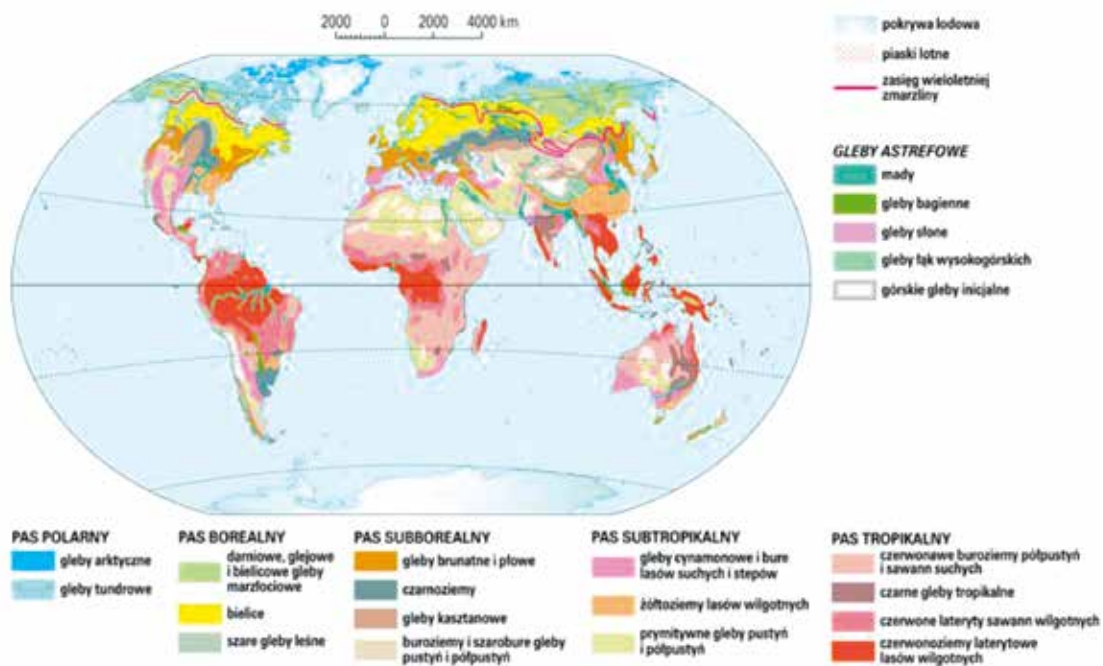 2000 0 2000 4000 km
pokrywa lodowa
piaski lotne
zasięg wieloletniej
zmarzliny
GLEBY ASTREFOWE
mady
gleby bagienne
gleby słone
gleby łąk wysokogórskich
górskie gleby inicjalne
PAS POLARNY
gleby arktyczne
gleby tundrowe
PAS BOREALNY
darniowe, glejowe
i bielicowe gleby
marzłociowe
bielice
szare gleby leśne
PAS SUBBOREALNY
gleby brunatne i płowe
czarnoziemy
gleby kasztanowe
buroziemy i szarobure gleby
pustyń i półpustyń
PAS SUBTROPIKALNY
gleby cynamonowe i bure
lasów suchych i stepów
żółtoziemy lasów wilgotnych
prymitywne gleby pustyń
i półpustyń
PAS TROPIKALNY
czerwonawe buroziemy półpustyń
i sawann suchych
czarne gleby tropikalne
czerwone lateryty sawann wilgotnych
czerwonoziemy laterytowe
lasów wilgotnych